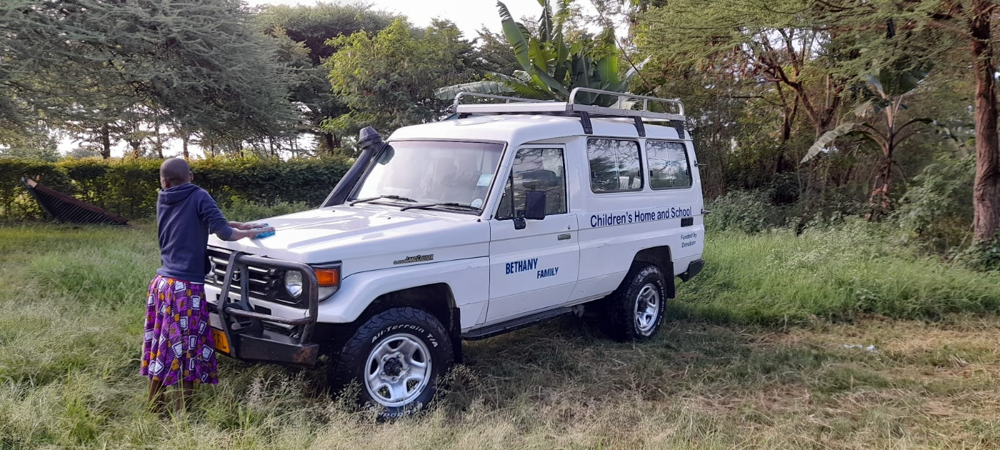 Children's Home and School
Funded by
Donation
BETHANY
FAMILY
LAND CRUISER
All-Terrain T/A